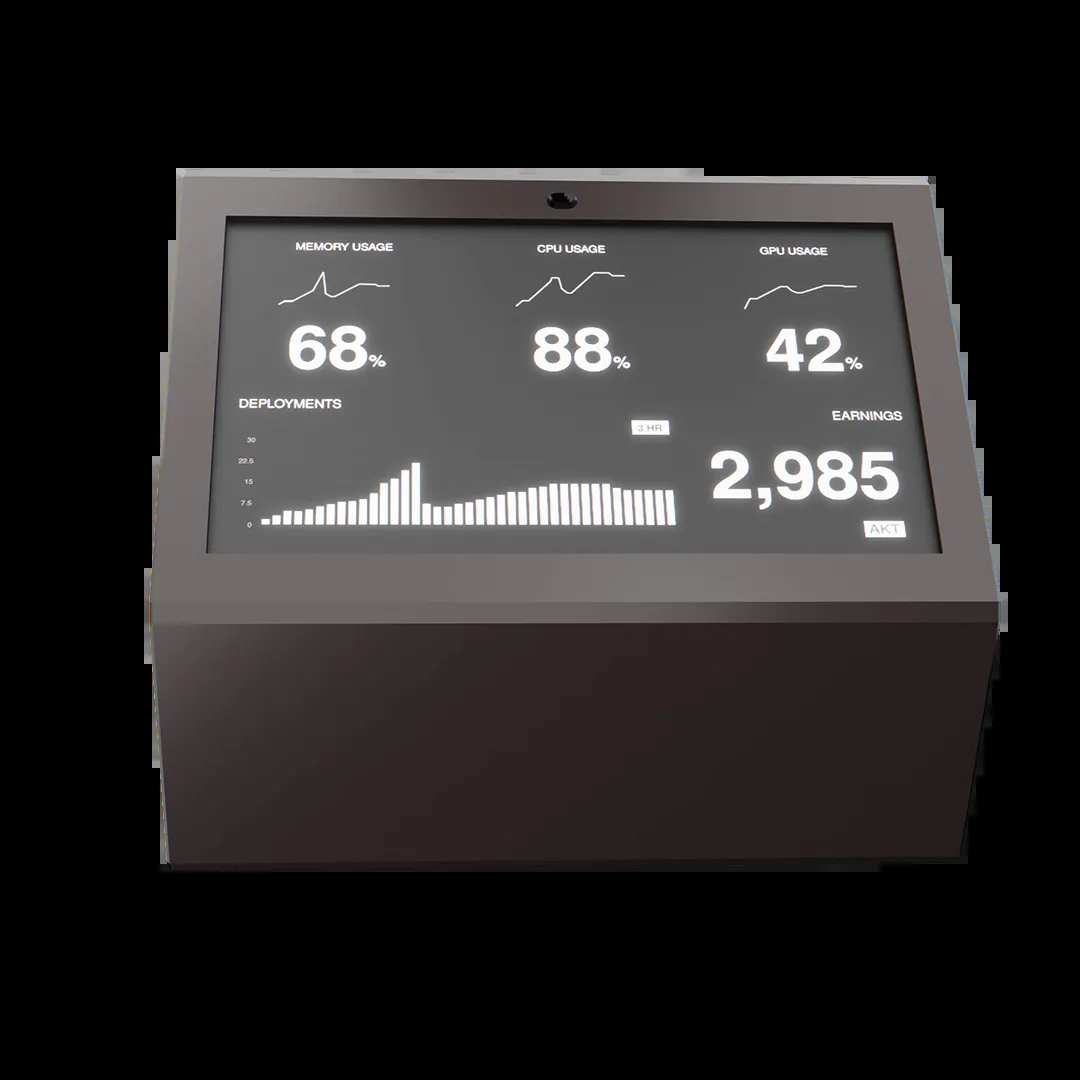 MEMORY USAGE
CPU USAGE
GPU USAGE
68%
88%
42%
DEPLOYMENTS
3 HR
30
22.5
15
7.5
0
EARNINGS
2,985
AKT